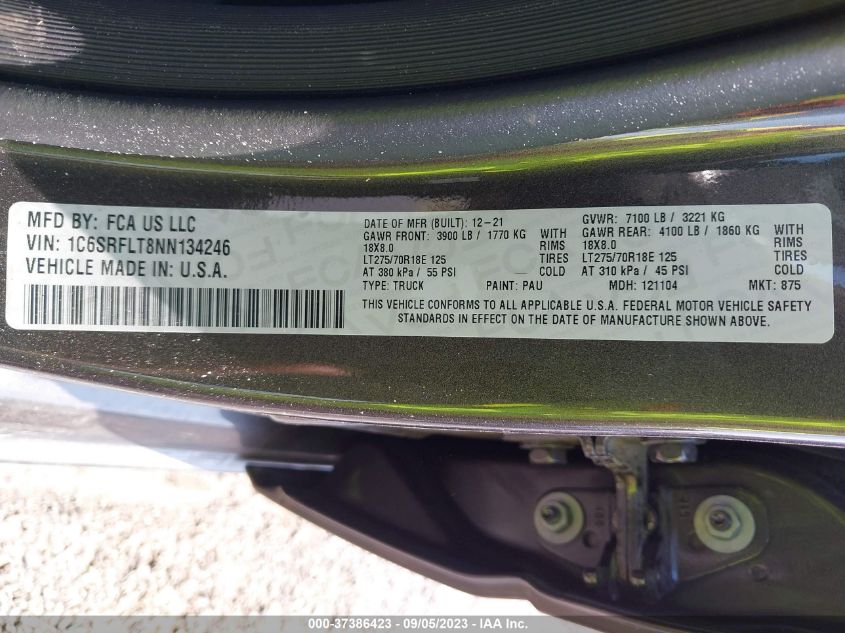 MFD BY: FCA US LLC
VIN: 1C6SRFLT8NN134246
VEHICLE MADE IN: U.S.A.
DATE OF MFR (BUILT): 12-21
GVWR: 7100 LB / 3221 KG
GAWR FRONT: 3900 LB / 1770 KG WITH
GAWR REAR: 4100 LB / 1860 KG WITH
18X8.0 RIMS
18X8.0 RIMS
LT275/70R18E 125 TIRES
LT275/70R18E 125 TIRES
AT 380 kPa / 55 PSI COLD
AT 310 kPa / 45 PSI COLD
TYPE: TRUCK PAINT: PAU MDH: 121104 MKT: 875
THIS VEHICLE CONFORMS TO ALL APPLICABLE U.S.A. FEDERAL MOTOR VEHICLE SAFETY
STANDARDS IN EFFECT ON THE DATE OF MANUFACTURE SHOWN ABOVE.
000-37386423 - 09/05/2023 - IAA Inc.